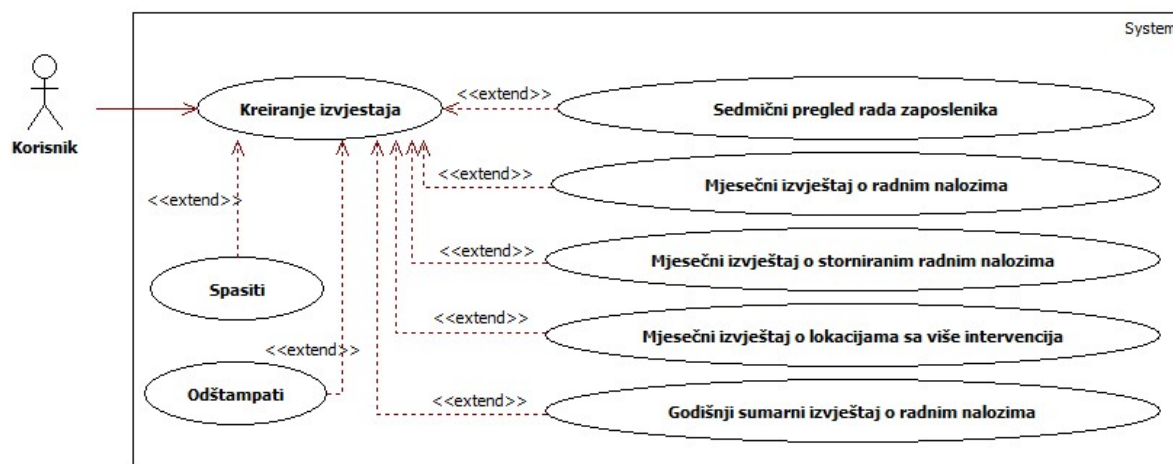 System
Korisnik
Kreiranje izvjestaja
<<extend>>
Sedmični pregled rada zaposlenika
<<extend>>
Mjesečni izvještaj o radnim nalozima
<<extend>>
<<extend>>
Mjesečni izvještaj o storniranim radnim nalozima
Spasiti
<<extend>>
Mjesečni izvještaj o lokacijama sa više intervencija
<<extend>>
Odštampati
<<extend>>
Godišnji sumarni izvještaj o radnim nalozima